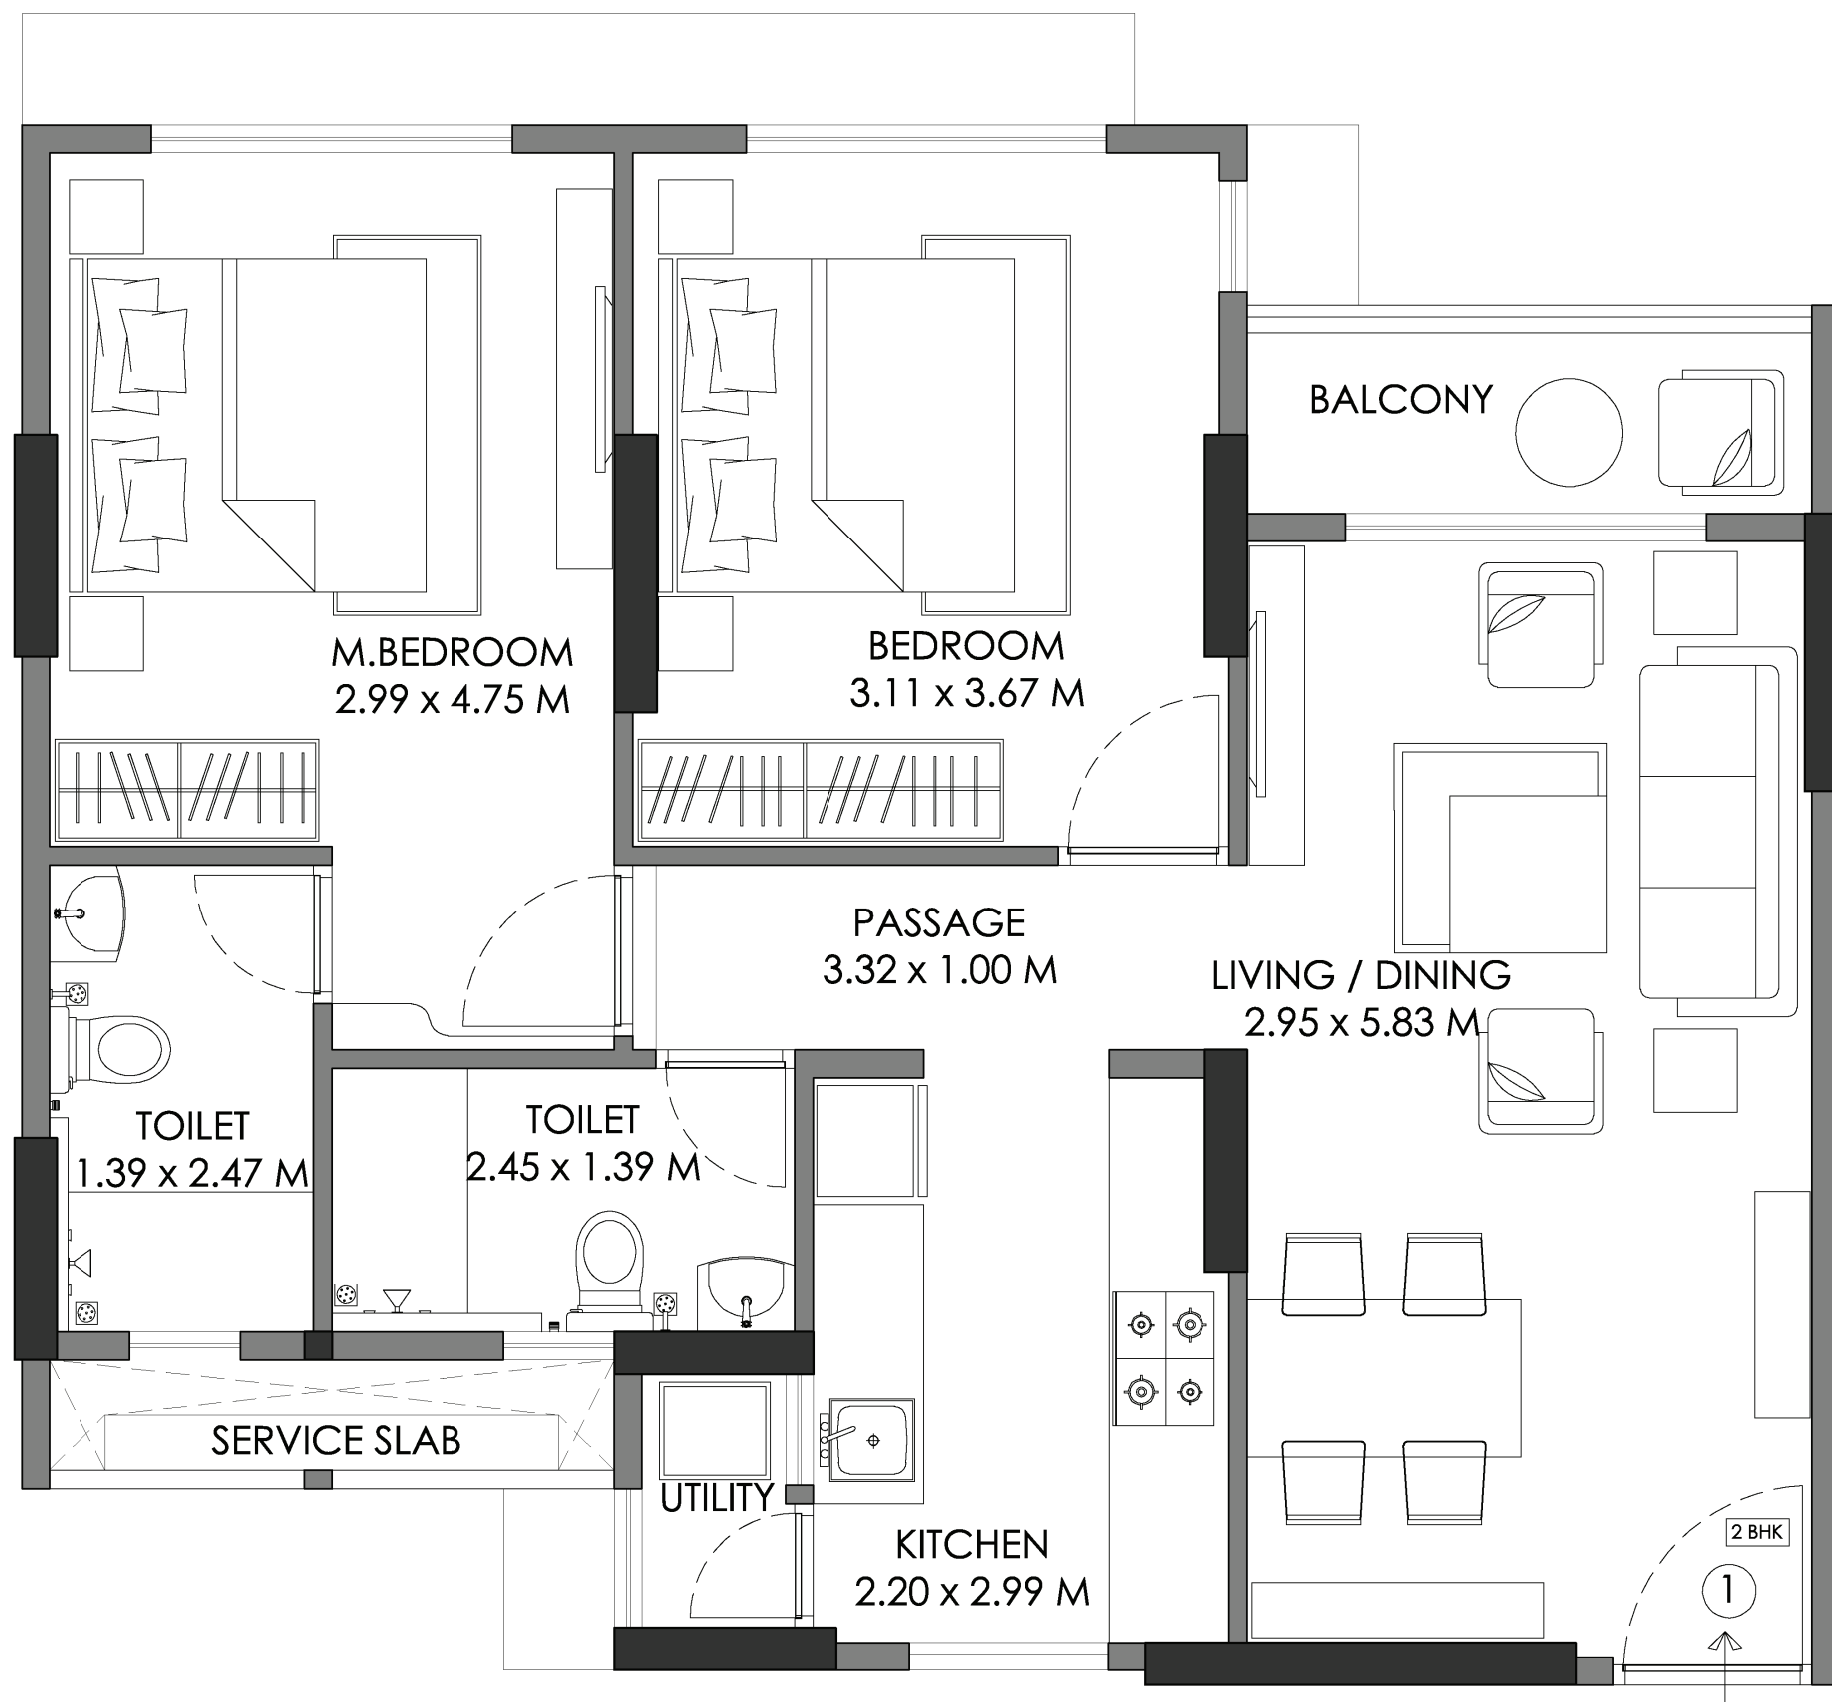 BALCONY
M.BEDROOM
2.99 x 4.75 M
BEDROOM
3.11 x 3.67 M
PASSAGE
3.32 x 1.00 M
LIVING / DINING
2.95 x 5.83 M
TOILET
1.39 x 2.47 M
TOILET
2.45 x 1.39 M
SERVICE SLAB
UTILITY
KITCHEN
2.20 x 2.99 M
2 BHK
1